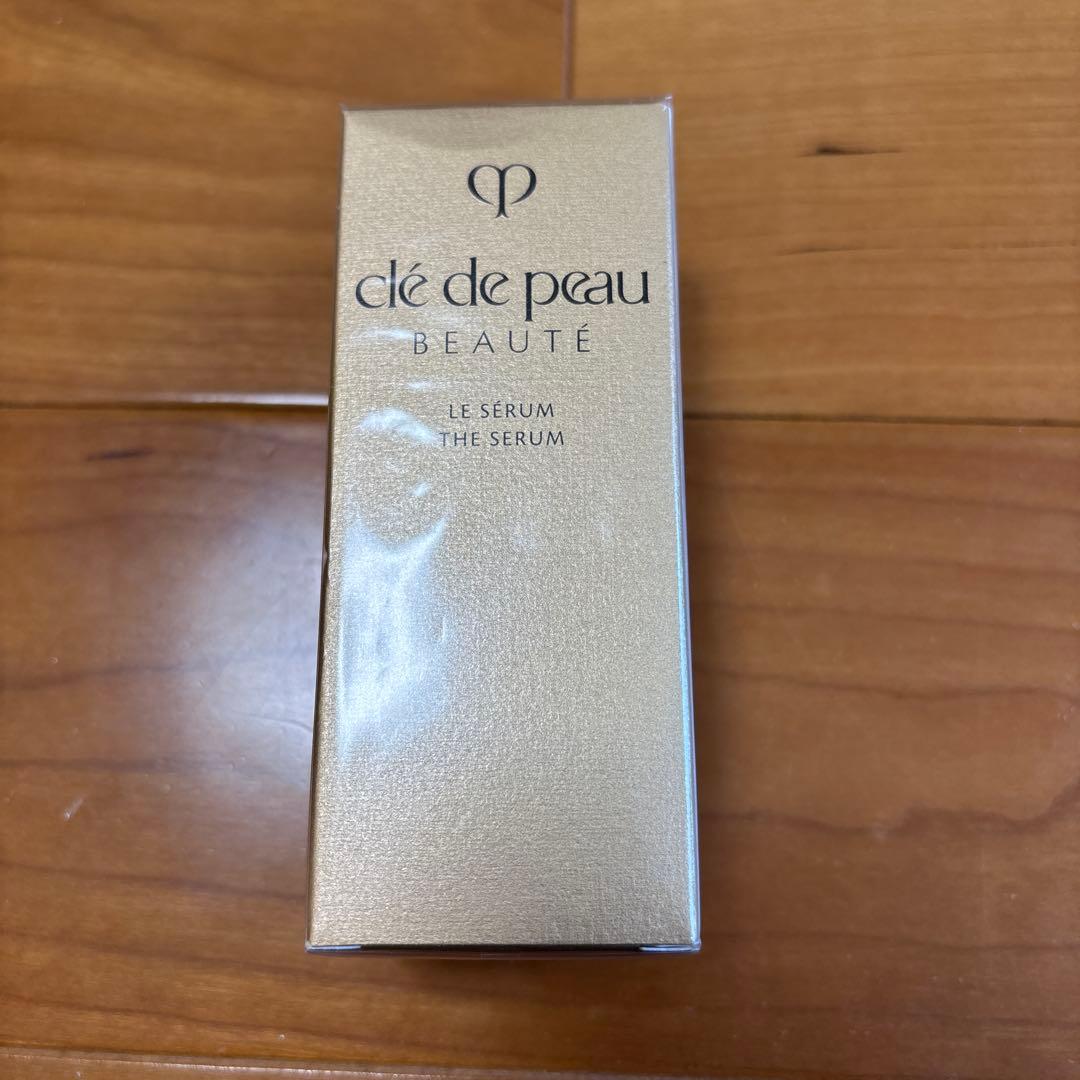 clé de peau
BEAUTÉ
LE SÉRUM
THE SERUM